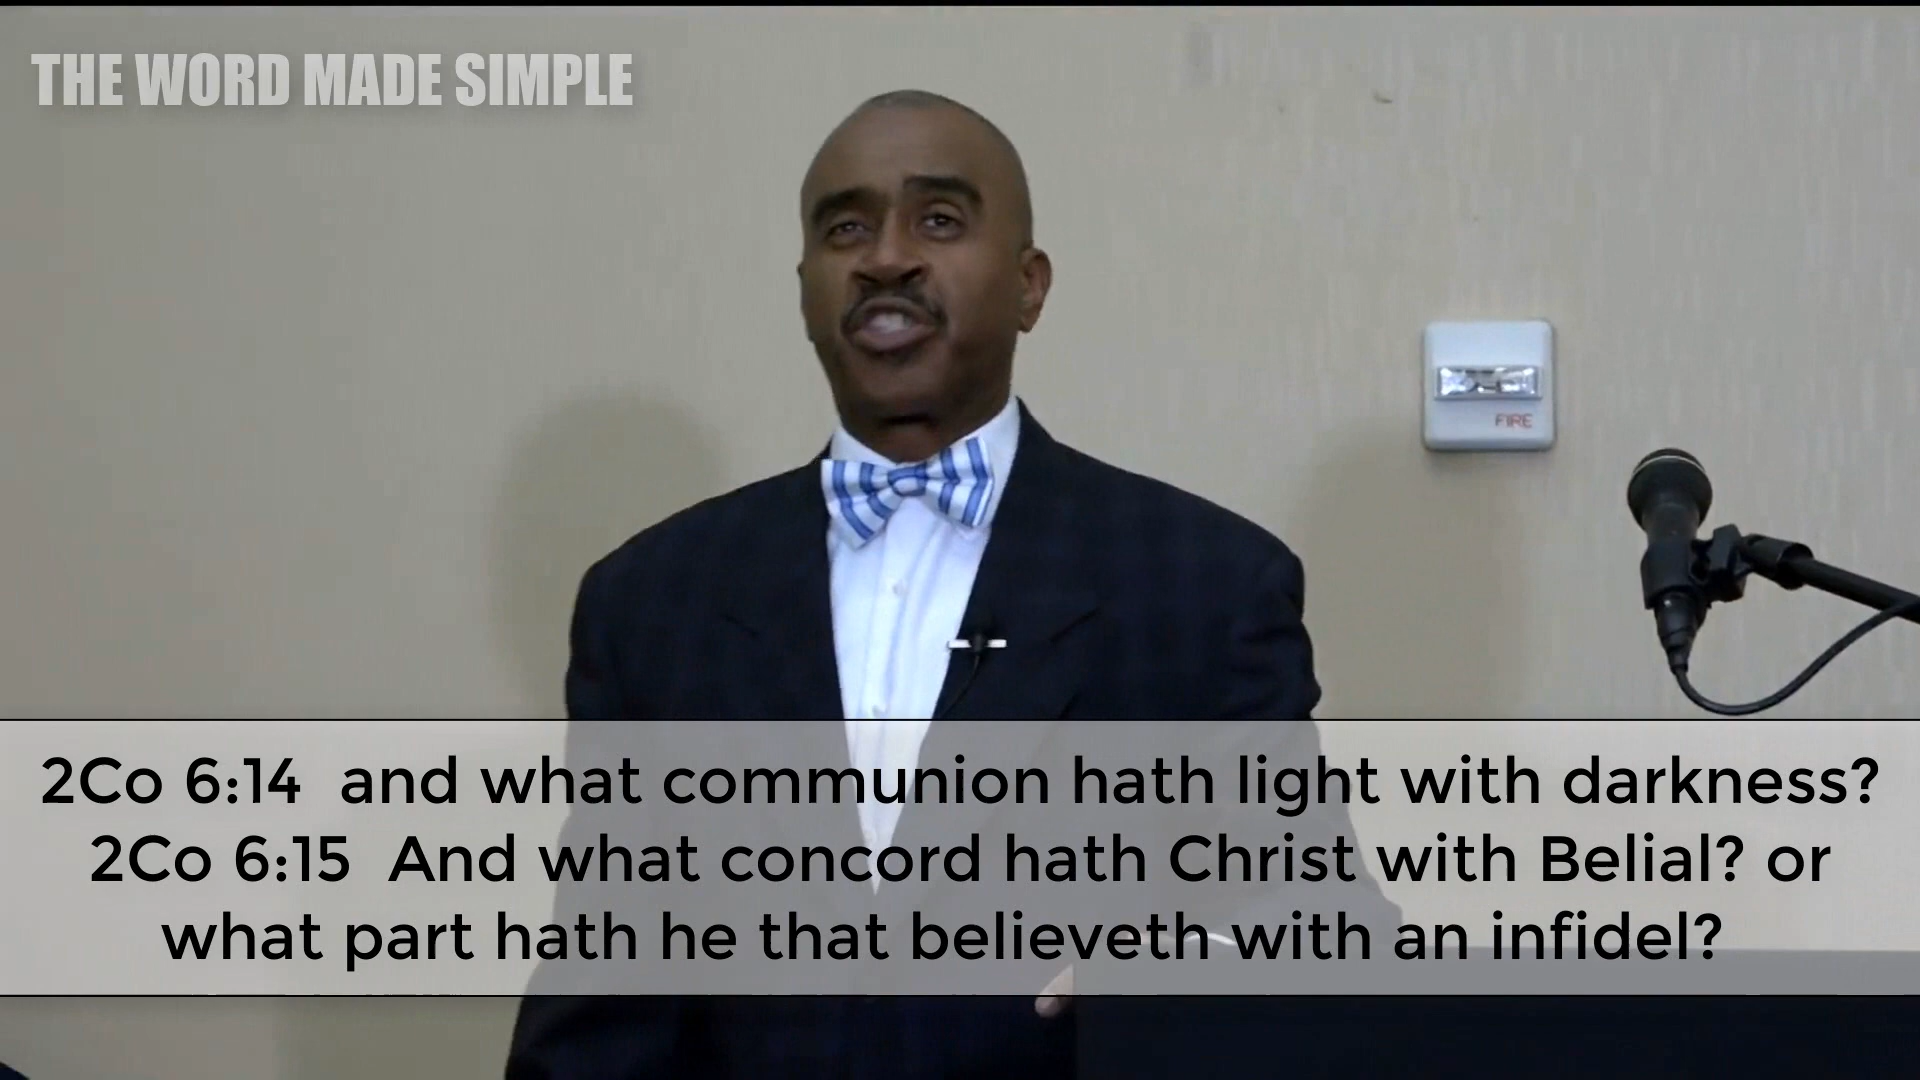 THE WORD MADE SIMPLE
FIRE
2Co 6:14 and what communion hath light with darkness?
2Co 6:15 And what concord hath Christ with Belial? or
what part hath he that believeth with an infidel?